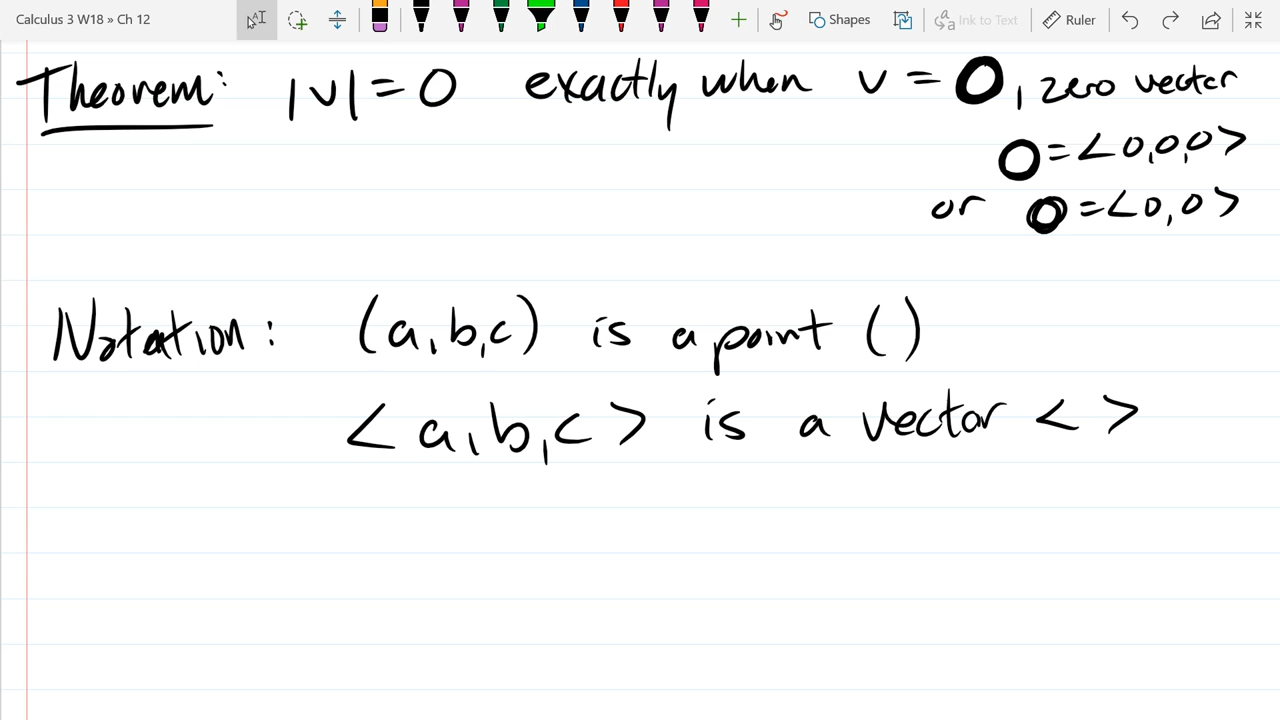 Calculus 3 W18 » Ch 12
Shapes
Link to Text
Ruler
Theorem: |v| = 0 exactly when v = 0, zero vector
0 = <0,0,0>
or 0 = <0,0>
Notation: (a,b,c) is a point ()
<a,b,c> is a vector < >